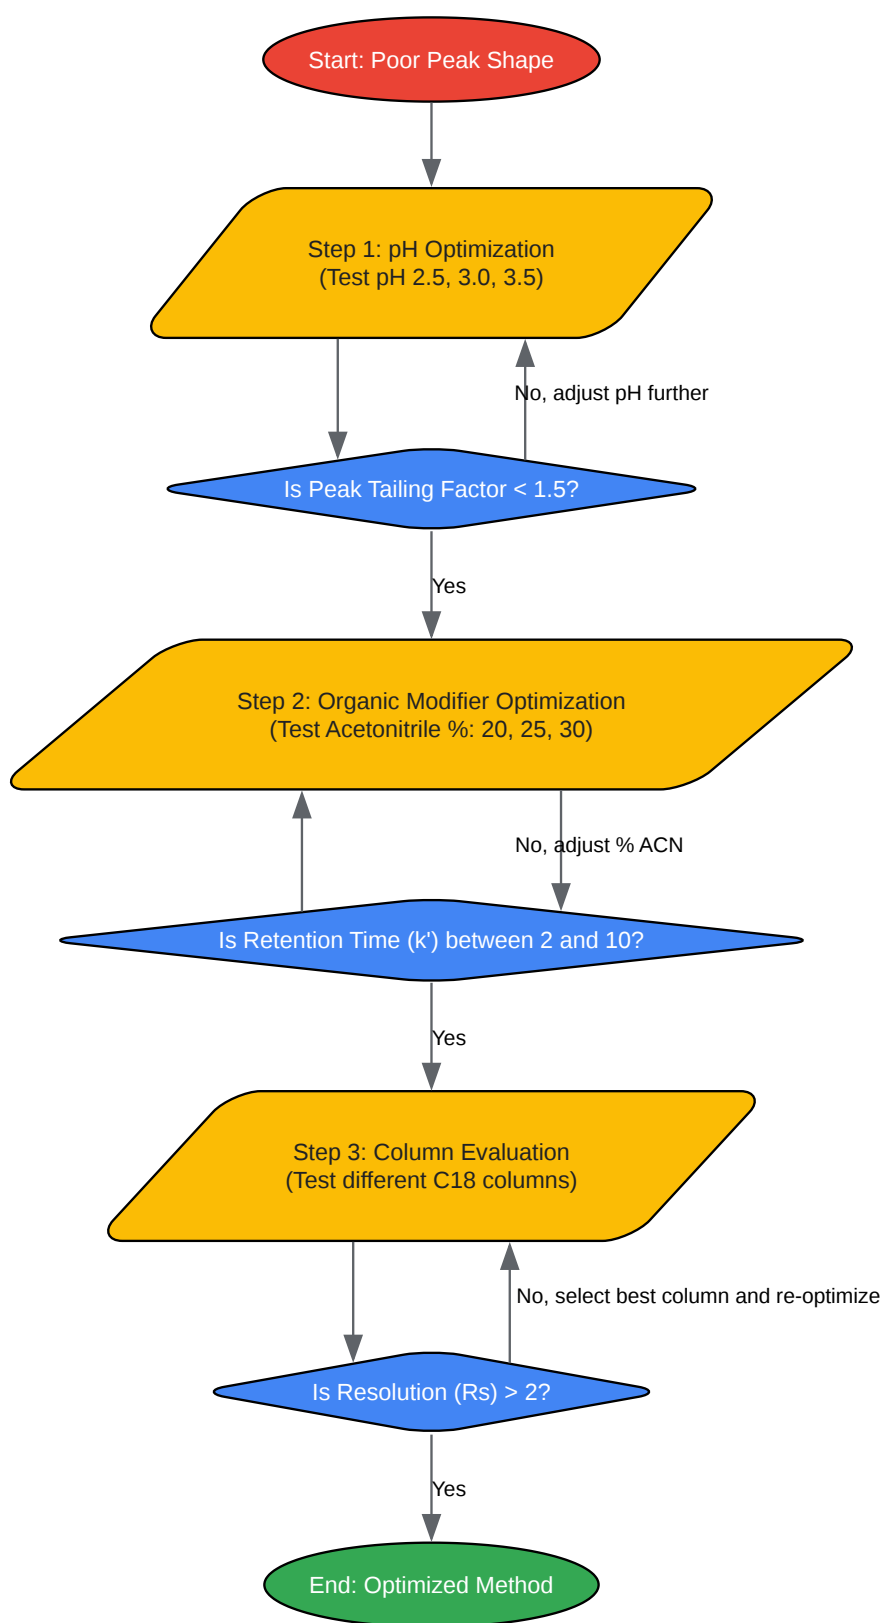 Start: Poor Peak Shape
Step 1: pH Optimization
(Test pH 2.5, 3.0, 3.5)
No, adjust pH further
Is Peak Tailing Factor < 1.5?
Yes
Step 2: Organic Modifier Optimization
(Test Acetonitrile %: 20, 25, 30)
No, adjust % ACN
Is Retention Time (k') between 2 and 10?
Yes
Step 3: Column Evaluation
(Test different C18 columns)
No, select best column and re-optimize
Is Resolution (Rs) > 2?
Yes
End: Optimized Method